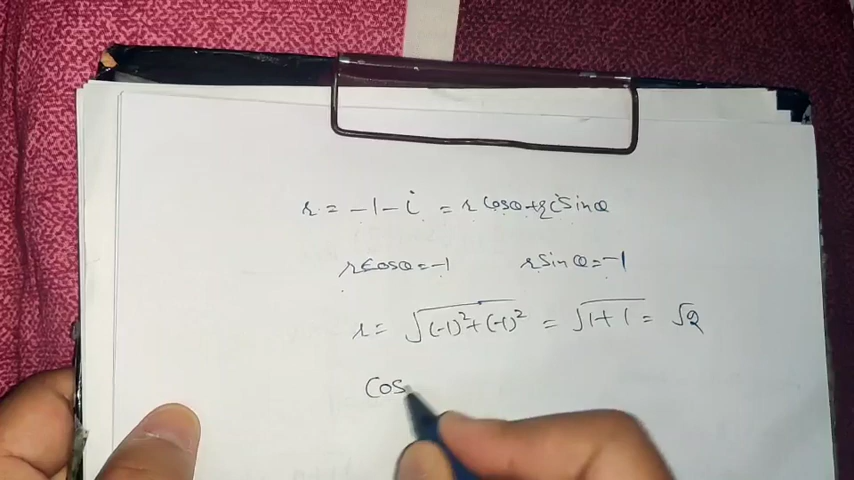 r = -1 - i = r cosθ + r i sinθ
r cosθ = -1 r sinθ = -1
r = √(-1)² + (-1)² = √1 + 1 = √2
Cos